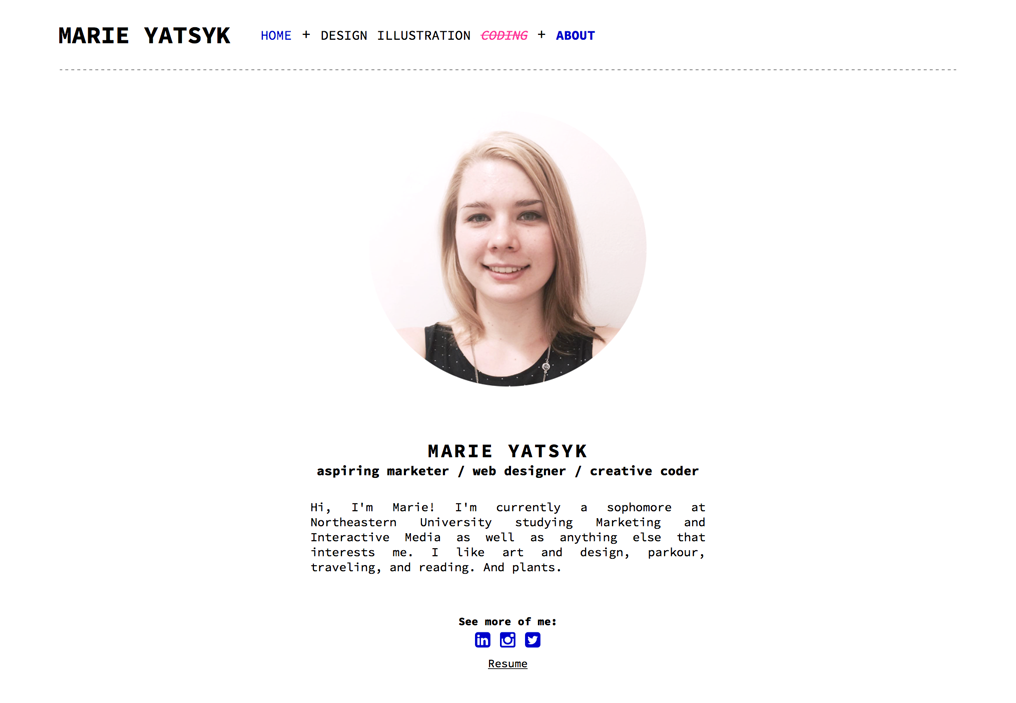 MARIE YATSYK HOME + DESIGN ILLUSTRATION CODING + ABOUT
MARIE YATSYK
aspiring marketer / web designer / creative coder
Hi, I'm Marie! I'm currently a sophomore at
Northeastern University studying Marketing and
Interactive Media as well as anything else that
interests me. I like art and design, parkour,
traveling, and reading. And plants.
See more of me:
in
Resume